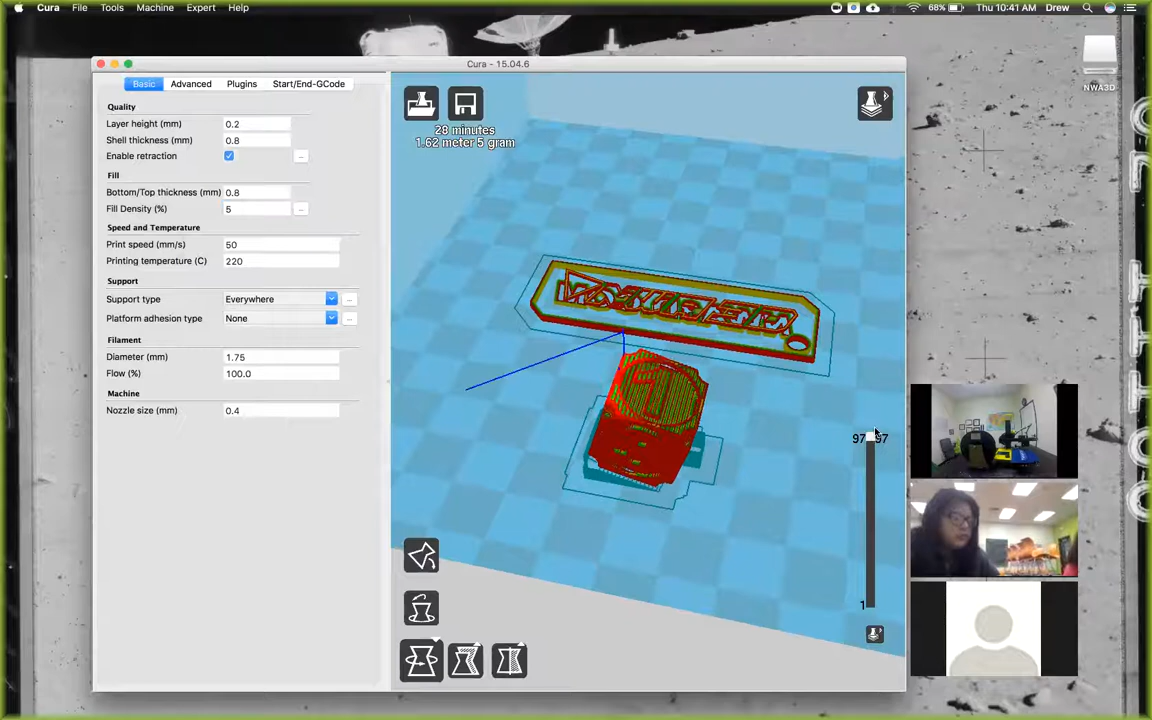 Cura File Tools Machine Expert Help
68% Thu 10:41 AM Drew
Cura - 15.04.6
Basic Advanced Plugins Start/End-GCode
NWA3D
Quality
Layer height (mm) 0.2
Shell thickness (mm) 0.8
Enable retraction ...
Fill
Bottom/Top thickness (mm) 0.8
Fill Density (%) 5 ...
Speed and Temperature
Print speed (mm/s) 50
Printing temperature (C) 220
Support
Support type Everywhere ...
Platform adhesion type None ...
Filament
Diameter (mm) 1.75
Flow (%) 100.0
Machine
Nozzle size (mm) 0.4
28 minutes
1.62 meter 5 gram
1
1